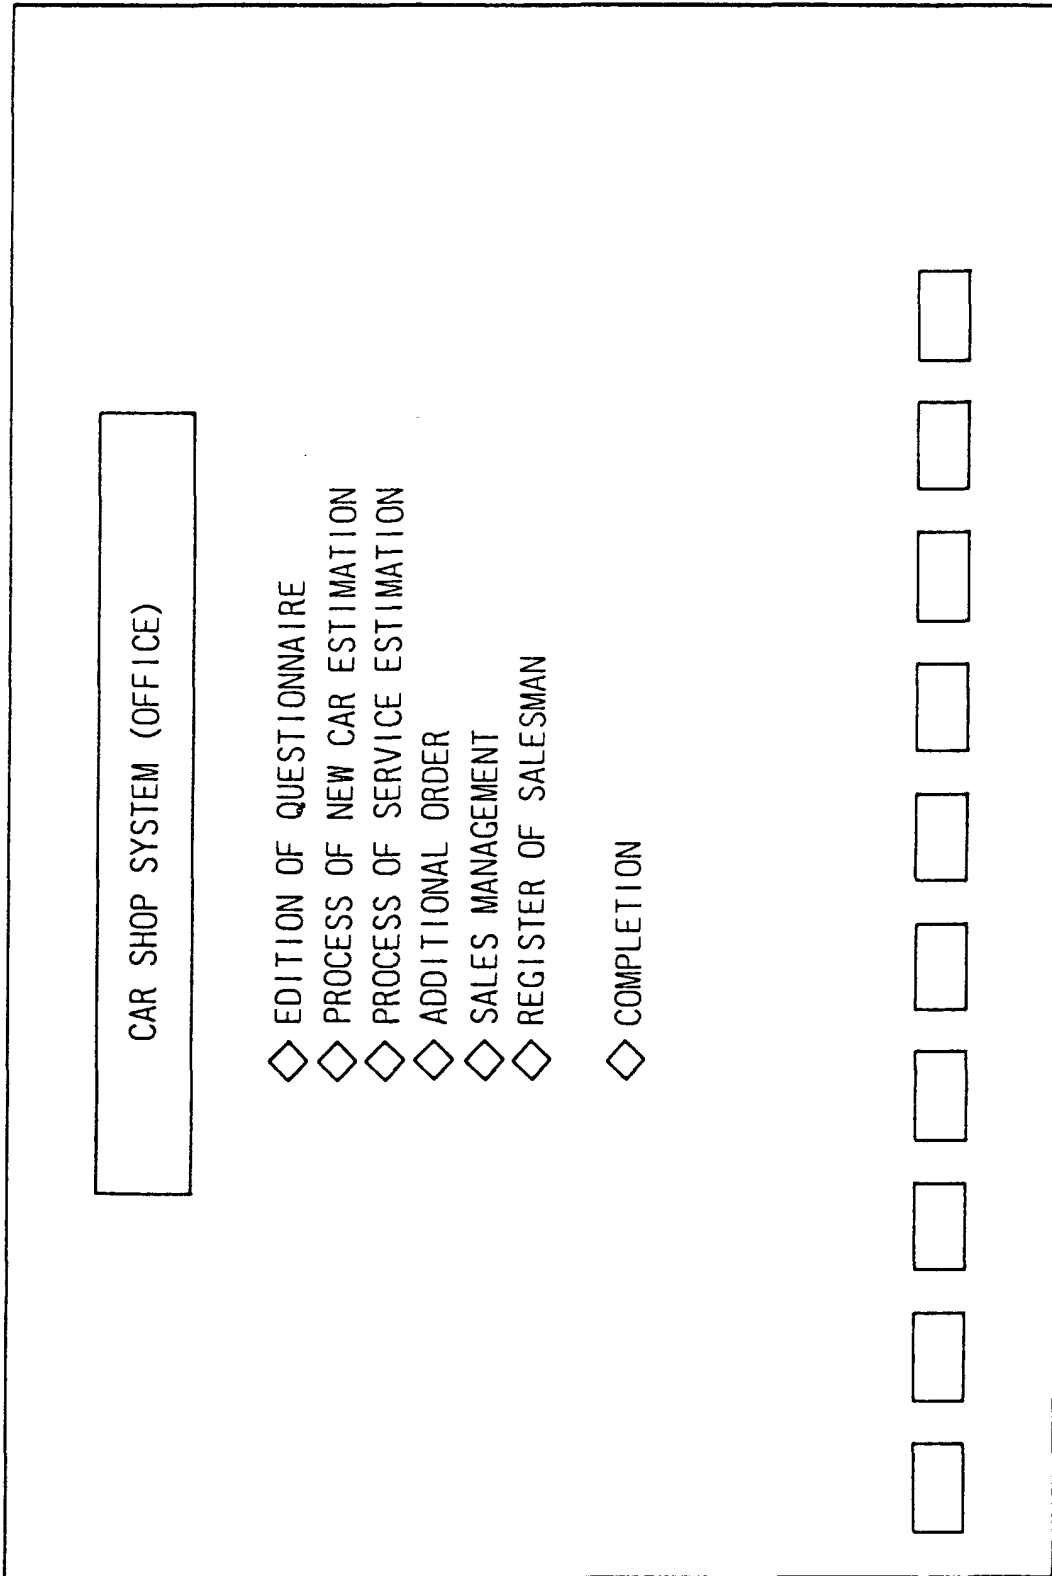 CAR SHOP SYSTEM (OFFICE)
◇ EDITION OF QUESTIONNAIRE
◇ PROCESS OF NEW CAR ESTIMATION
◇ PROCESS OF SERVICE ESTIMATION
◇ ADDITIONAL ORDER
◇ SALES MANAGEMENT
◇ REGISTER OF SALESMAN
◇ COMPLETION